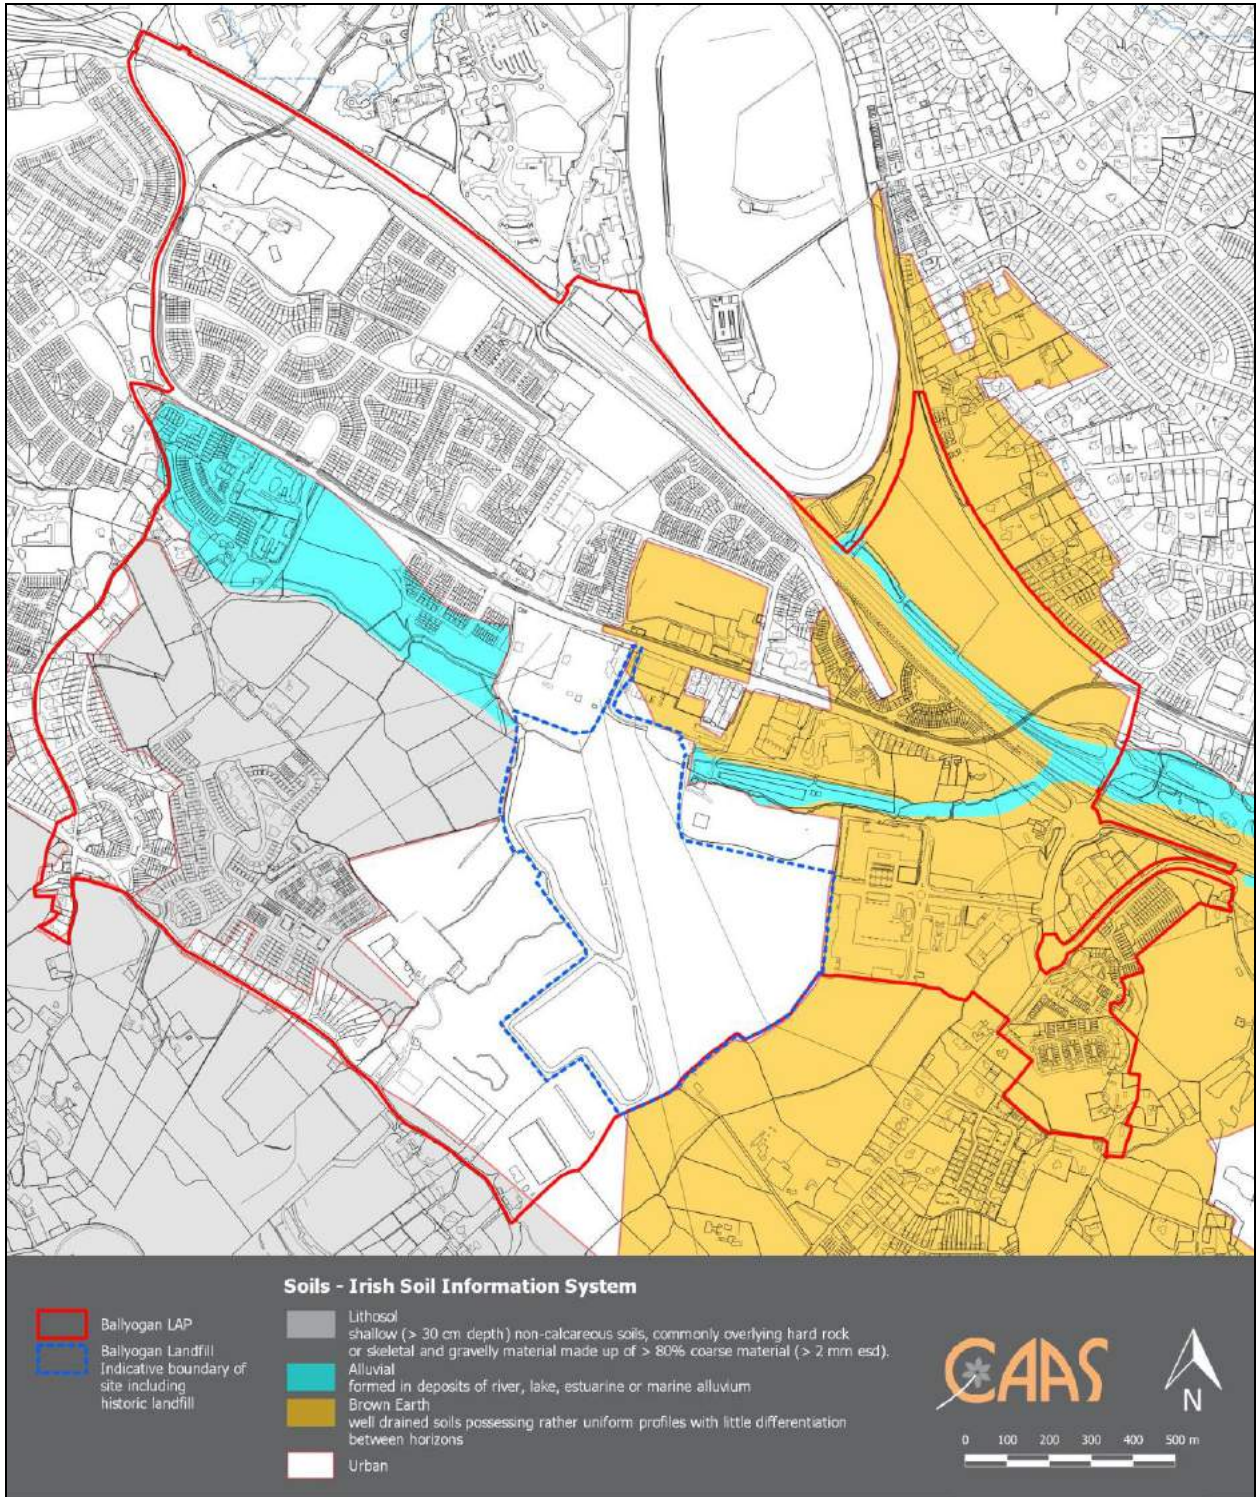 Soils - Irish Soil Information System
Ballyogan LAP
Ballyogan Landfill
Indicative boundary of
site including
historic landfill
Lithosol
shallow (> 30 cm depth) non-calcareous soils, commonly overlying hard rock
or skeletal and gravelly material made up of > 80% coarse material (> 2 mm esd).
Alluvial
formed in deposits of river, lake, estuarine or marine alluvium
Brown Earth
well drained soils possessing rather uniform profiles with little differentiation
between horizons
Urban
CAAS
N
0 100 200 300 400 500 m